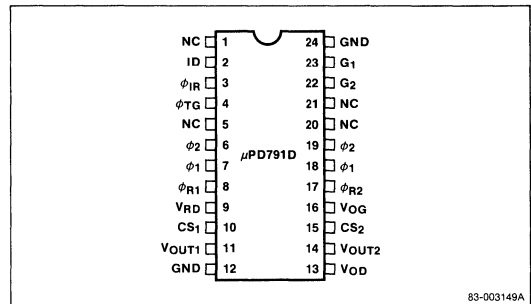 NC 1 24 GND
ID 2 23 G1
ϕIR 3 22 G2
ϕTG 4 21 NC
NC 5 20 NC
ϕ2 6 19 ϕ2
μPD791D
ϕ1 7 18 ϕ1
ϕR1 8 17 ϕR2
VRD 9 16 VOG
CS1 10 15 CS2
VOUT1 11 14 VOUT2
GND 12 13 VOD
83-003149A